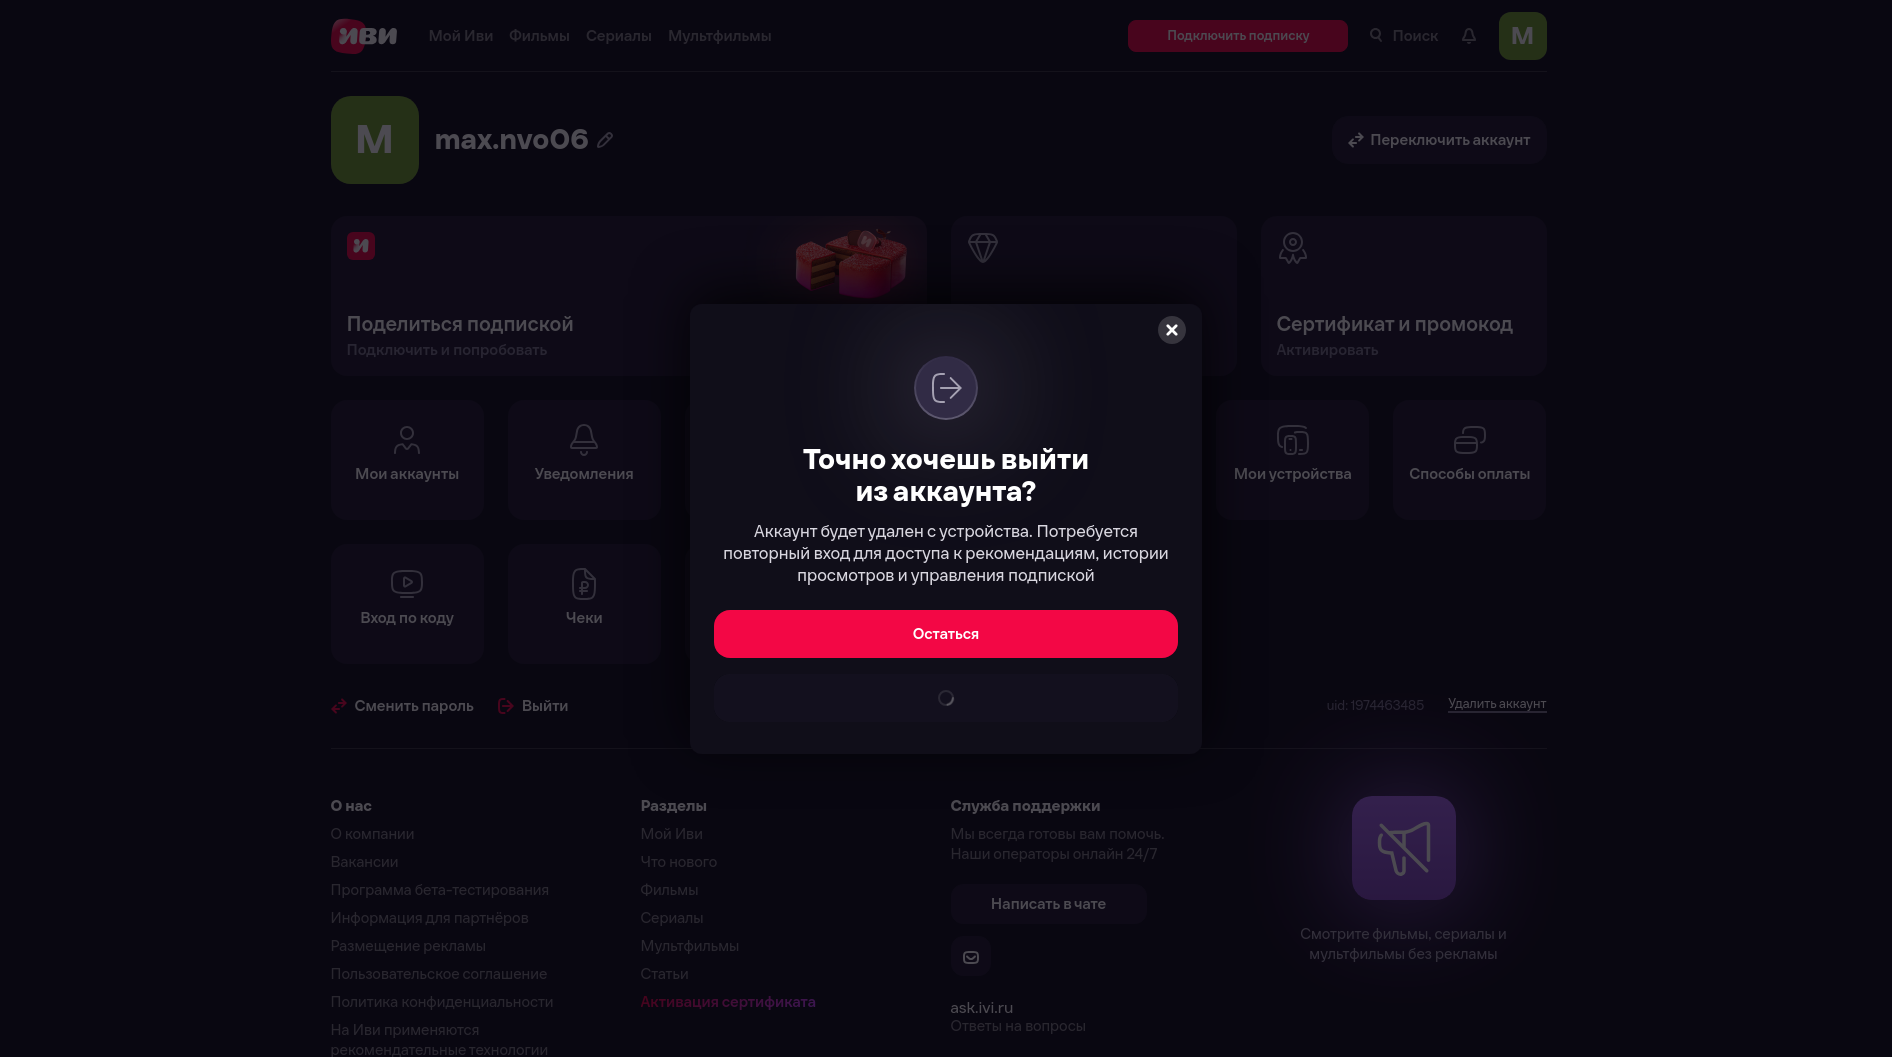 иви
Мой Иви
Фильмы
Сериалы
Мультфильмы
Подключить подписку
Поиск
M
M
max.nvo06
Переключить аккаунт
Поделиться подпиской
Подключить и попробовать
Сертификат и промокод
Активировать
Точно хочешь выйти
из аккаунта?
Аккаунт будет удален с устройства. Потребуется
повторный вход для доступа к рекомендациям, истории
просмотров и управления подпиской
Остаться
Мои аккаунты
Уведомления
Мои устройства
Способы оплаты
Вход по коду
Чеки
Сменить пароль
Выйти
uid: 1974463485
Удалить аккаунт
О нас
О компании
Вакансии
Программа бета-тестирования
Информация для партнёров
Размещение рекламы
Пользовательское соглашение
Политика конфиденциальности
На Иви применяются
рекомендательные технологии
Разделы
Мой Иви
Что нового
Фильмы
Сериалы
Мультфильмы
Статьи
Активация сертификата
Служба поддержки
Мы всегда готовы вам помочь.
Наши операторы онлайн 24/7
Написать в чате
ask.ivi.ru
Ответы на вопросы
Смотрите фильмы, сериалы и
мультфильмы без рекламы